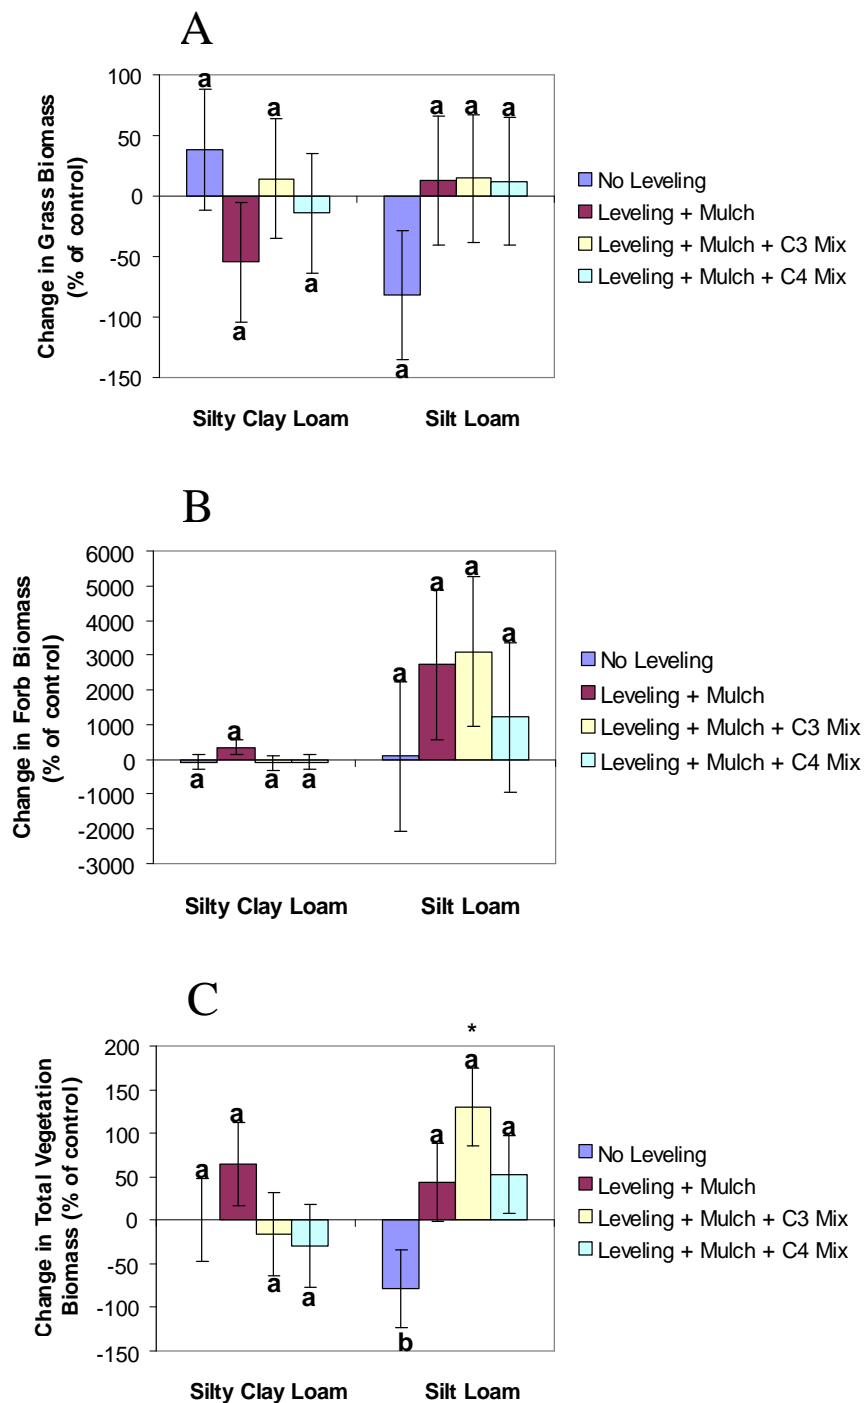 A
Change in Grass Biomass
(% of control)
100
50
0
-50
-100
-150
a
a
a
a
a
a
a
a
Silty Clay Loam
Silt Loam
No Leveling
Leveling + Mulch
Leveling + Mulch + C3 Mix
Leveling + Mulch + C4 Mix
B
Change in Forb Biomass
(% of control)
6000
5000
4000
3000
2000
1000
0
-1000
-2000
-3000
a
a
a
a
a
a
a
a
Silty Clay Loam
Silt Loam
No Leveling
Leveling + Mulch
Leveling + Mulch + C3 Mix
Leveling + Mulch + C4 Mix
C
Change in Total Vegetation
Biomass (% of control)
200
150
100
50
0
-50
-100
-150
a
a
a
a
b
a
*
a
a
Silty Clay Loam
Silt Loam
No Leveling
Leveling + Mulch
Leveling + Mulch + C3 Mix
Leveling + Mulch + C4 Mix